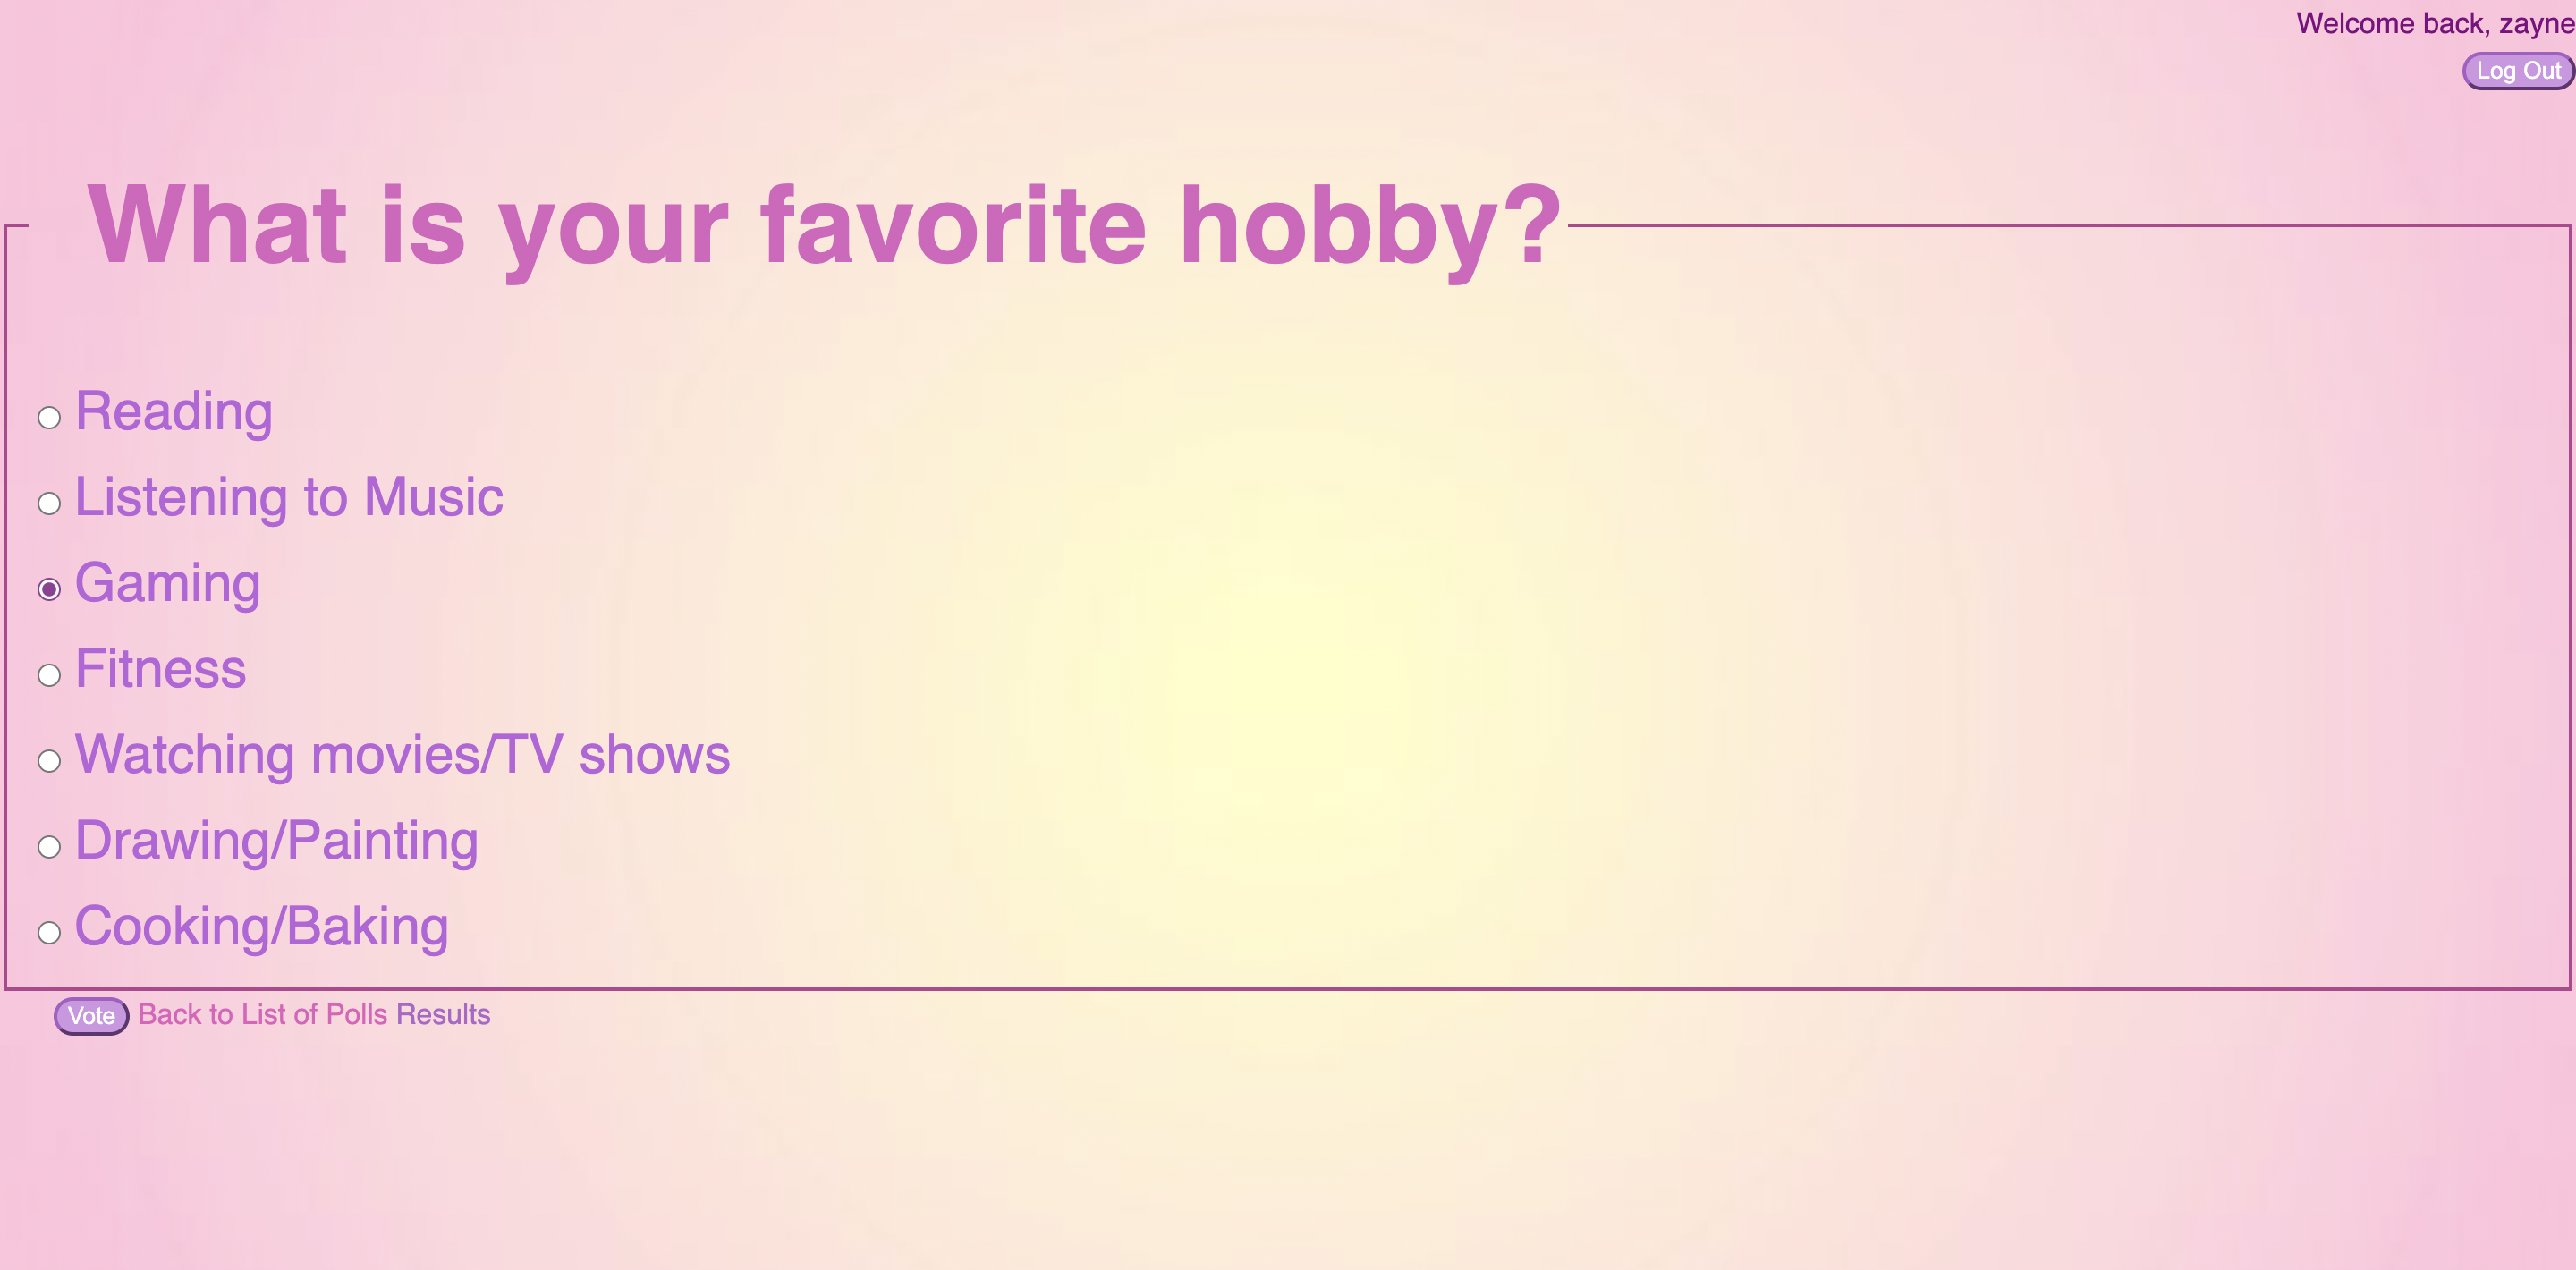 Welcome back, zayne
Log Out
What is your favorite hobby?
Reading
Listening to Music
Gaming
Fitness
Watching movies/TV shows
Drawing/Painting
Cooking/Baking
Vote Back to List of Polls Results